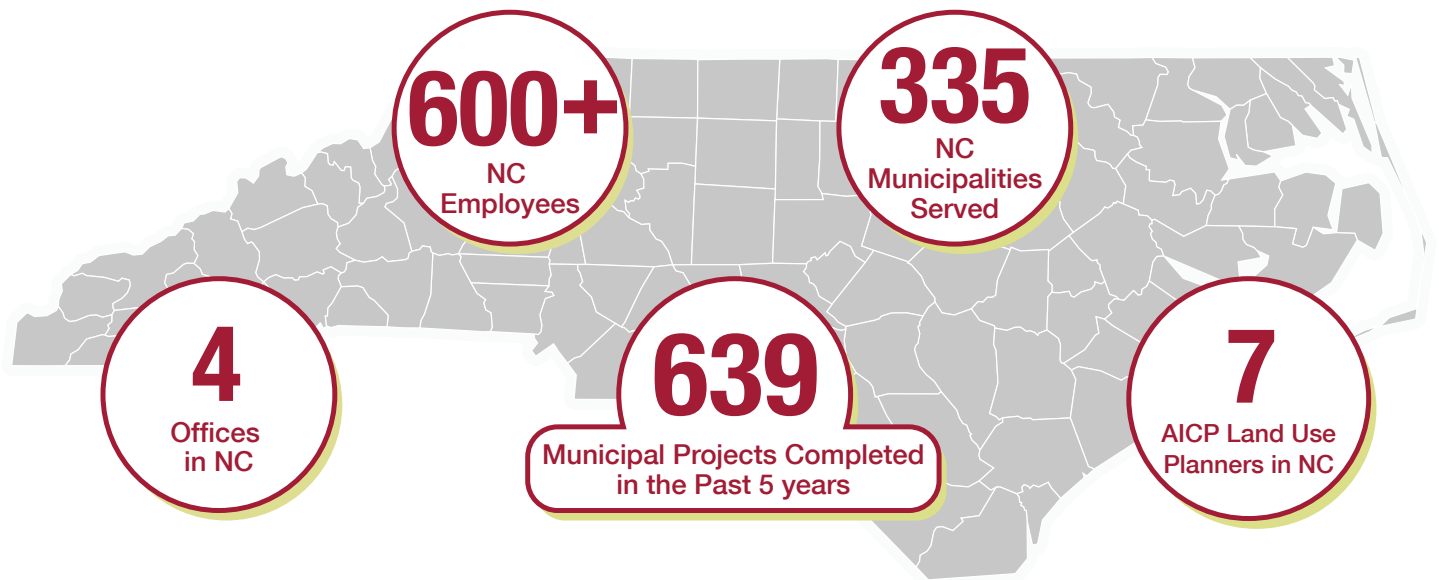 600+
NC
Employees
335
NC
Municipalities
Served
4
Offices
in NC
639
Municipal Projects Completed
in the Past 5 years
7
AICP Land Use
Planners in NC